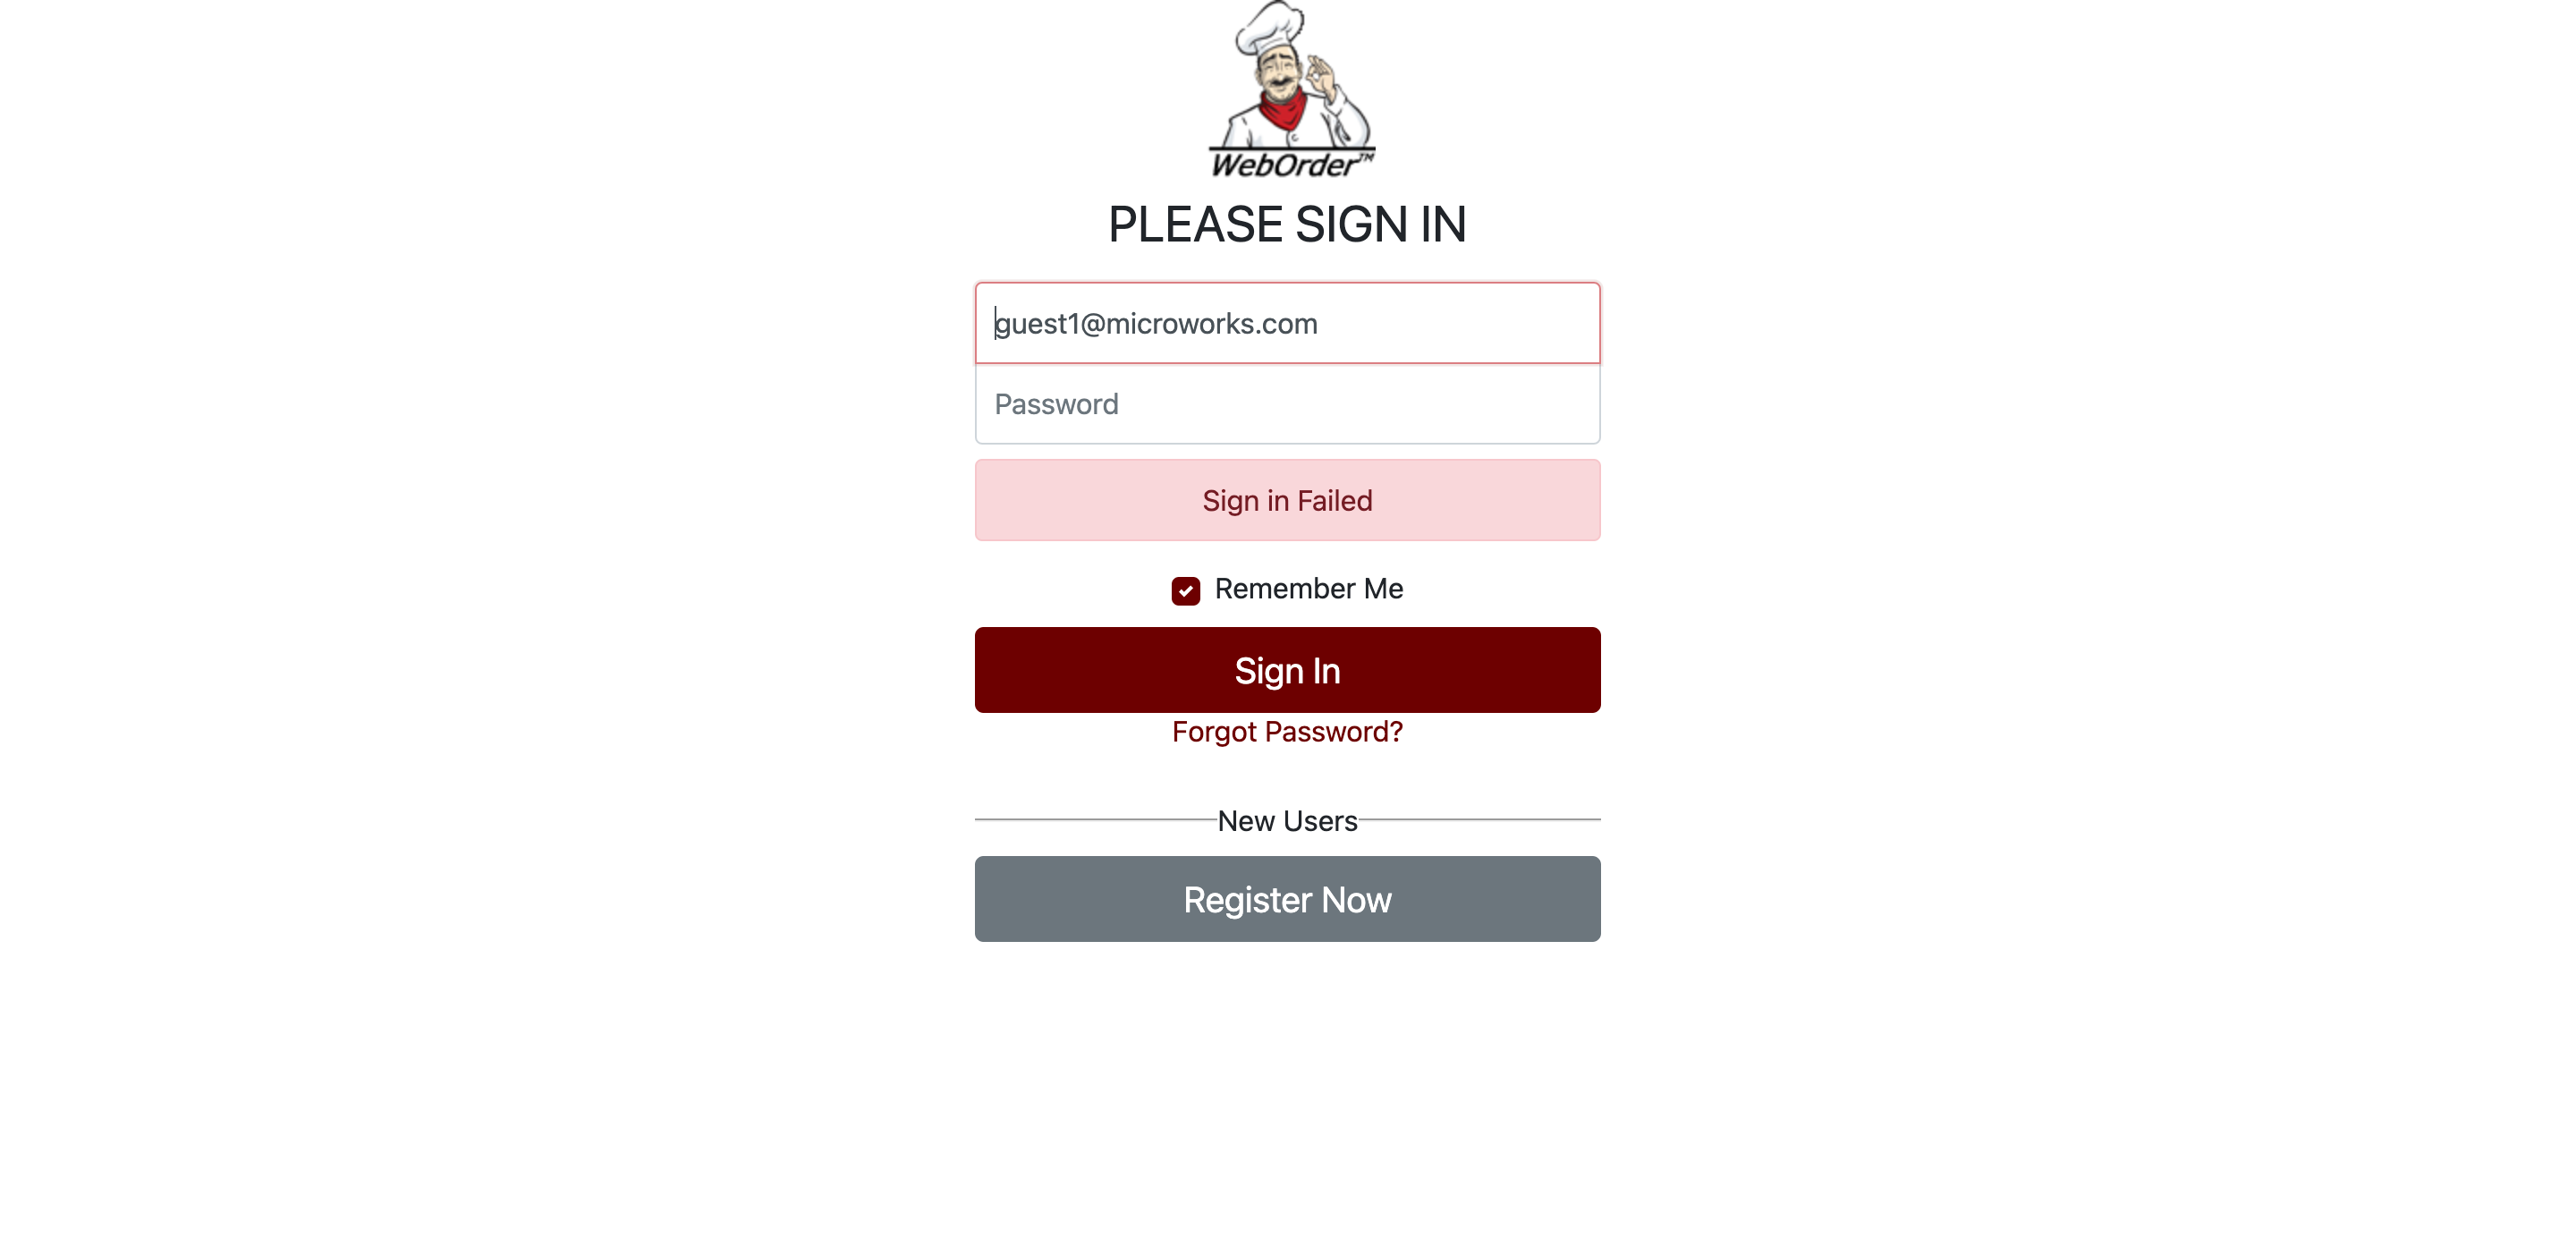 WebOrder™
PLEASE SIGN IN
guest1@microworks.com
Password
Sign in Failed
Remember Me
Sign In
Forgot Password?
New Users
Register Now